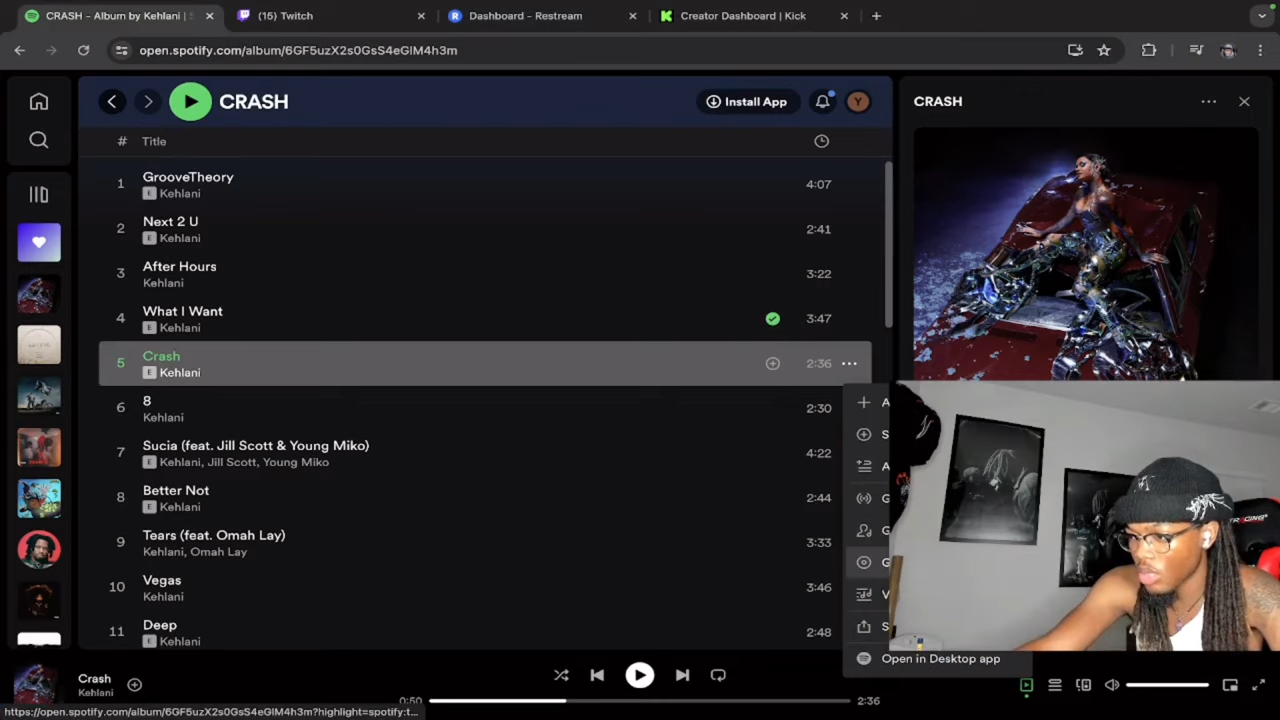 CRASH - Album by Kehlani | S
(15) Twitch
Dashboard - Restream
Creator Dashboard | Kick
open.spotify.com/album/6GF5uzX2s0GsS4eGlM4h3m
CRASH
Install App
Y
CRASH
# Title
1 GrooveTheory 4:07
E Kehlani
2 Next 2 U 2:41
E Kehlani
3 After Hours 3:22
Kehlani
4 What I Want 3:47
E Kehlani
5 Crash 2:36
E Kehlani
6 8 2:30
Kehlani
7 Sucia (feat. Jill Scott & Young Miko) 4:22
E Kehlani, Jill Scott, Young Miko
8 Better Not 2:44
E Kehlani
9 Tears (feat. Omah Lay) 3:33
Kehlani, Omah Lay
10 Vegas 3:46
Kehlani
11 Deep 2:48
E Kehlani
A
S
A
G
G
G
V
S
Open in Desktop app
Crash
Kehlani
0:50
2:36
https://open.spotify.com/album/6GF5uzX2s0GsS4eGlM4h3m?highlight=spotify:t...